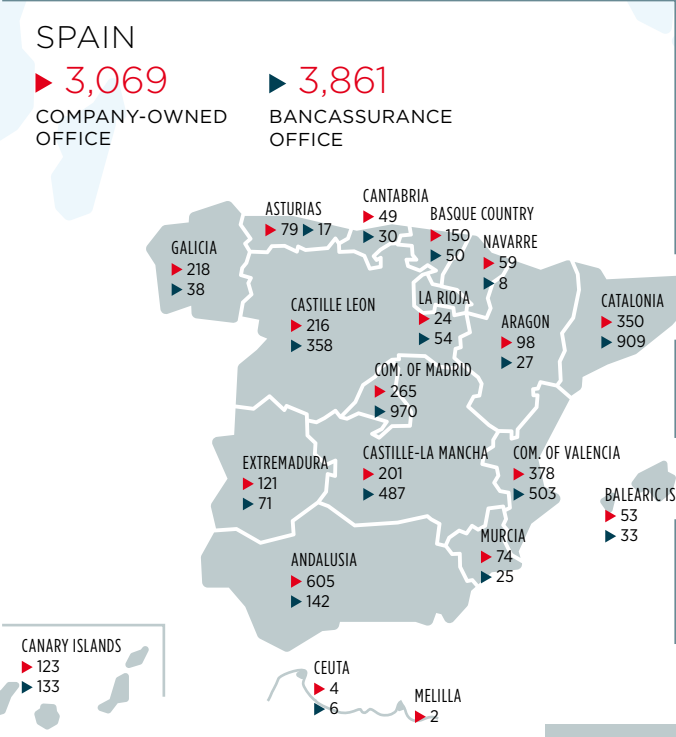 SPAIN
3,069
COMPANY-OWNED
OFFICE
3,861
BANCASSURANCE
OFFICE
CANTABRIA
49
30
ASTURIAS
79 17
BASQUE COUNTRY
150
50
NAVARRE
59
8
GALICIA
218
38
CASTILLE LEON
216
358
LA RIOJA
24
54
ARAGON
98
27
CATALONIA
350
909
COM. OF MADRID
265
970
EXTREMADURA
121
71
CASTILLE-LA MANCHA
201
487
COM. OF VALENCIA
378
503
BALEARIC IS
53
33
MURCIA
74
25
ANDALUSIA
605
142
CANARY ISLANDS
123
133
CEUTA
4
6
MELILLA
2